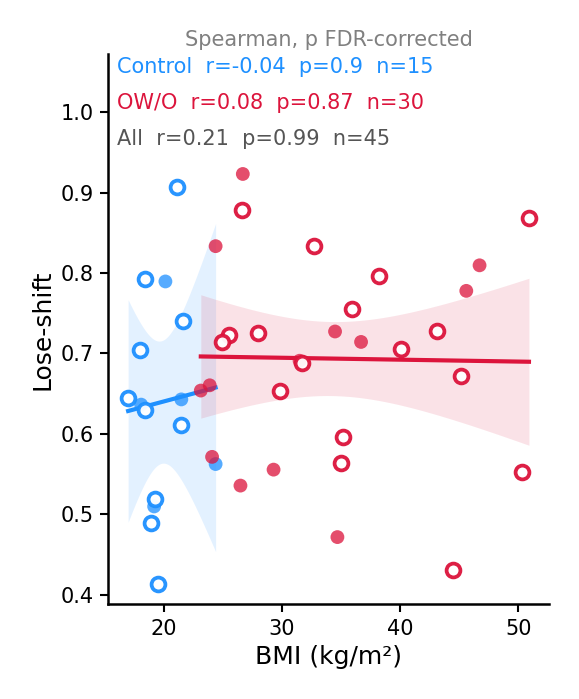 Spearman, p FDR-corrected
Control  r=-0.04  p=0.9  n=15
OW/O  r=0.08  p=0.87  n=30
All  r=0.21  p=0.99  n=45
1.0
0.9
0.8
0.7
0.6
0.5
0.4
Lose-shift
20 30 40 50
BMI (kg/m²)